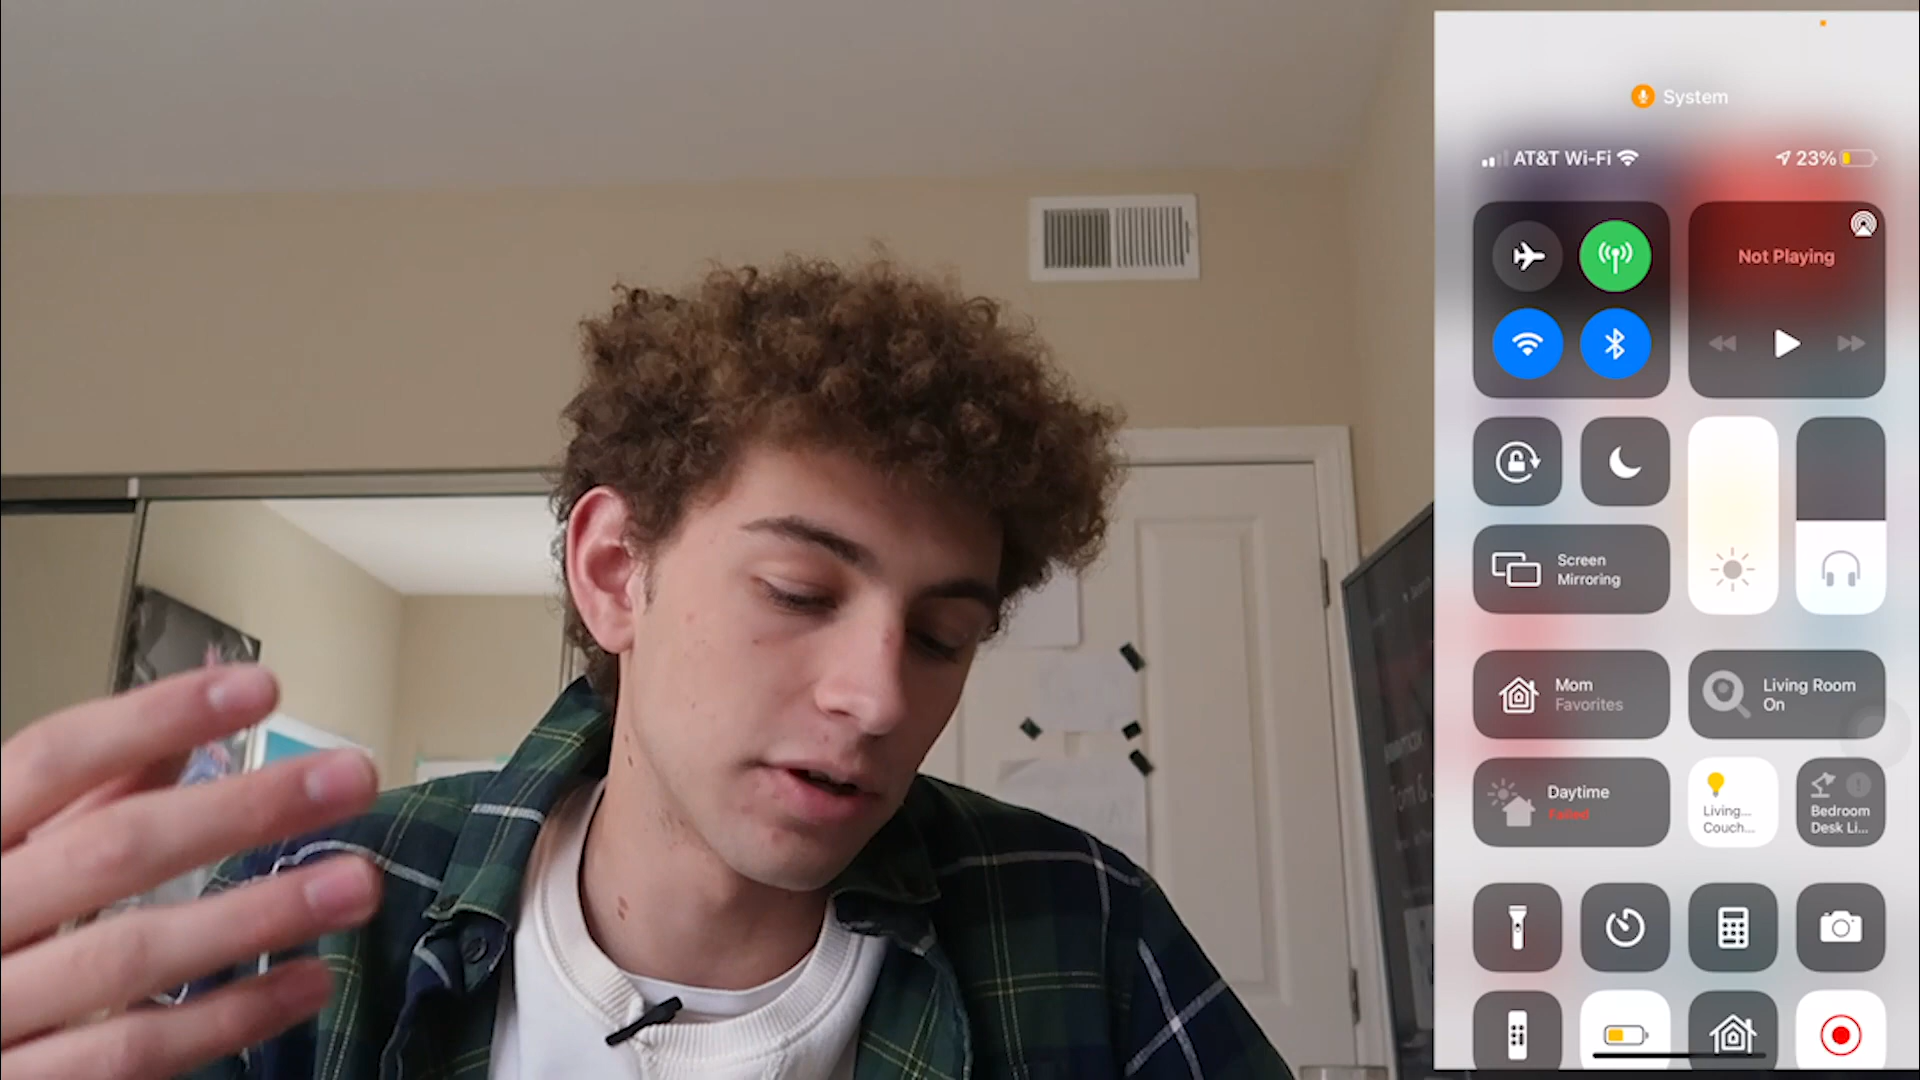 System
AT&T Wi-Fi
23%
Not Playing
Screen
Mirroring
Mom
Favorites
Living Room
On
Daytime
Failed
Living...
Couch...
Bedroom
Desk Li...